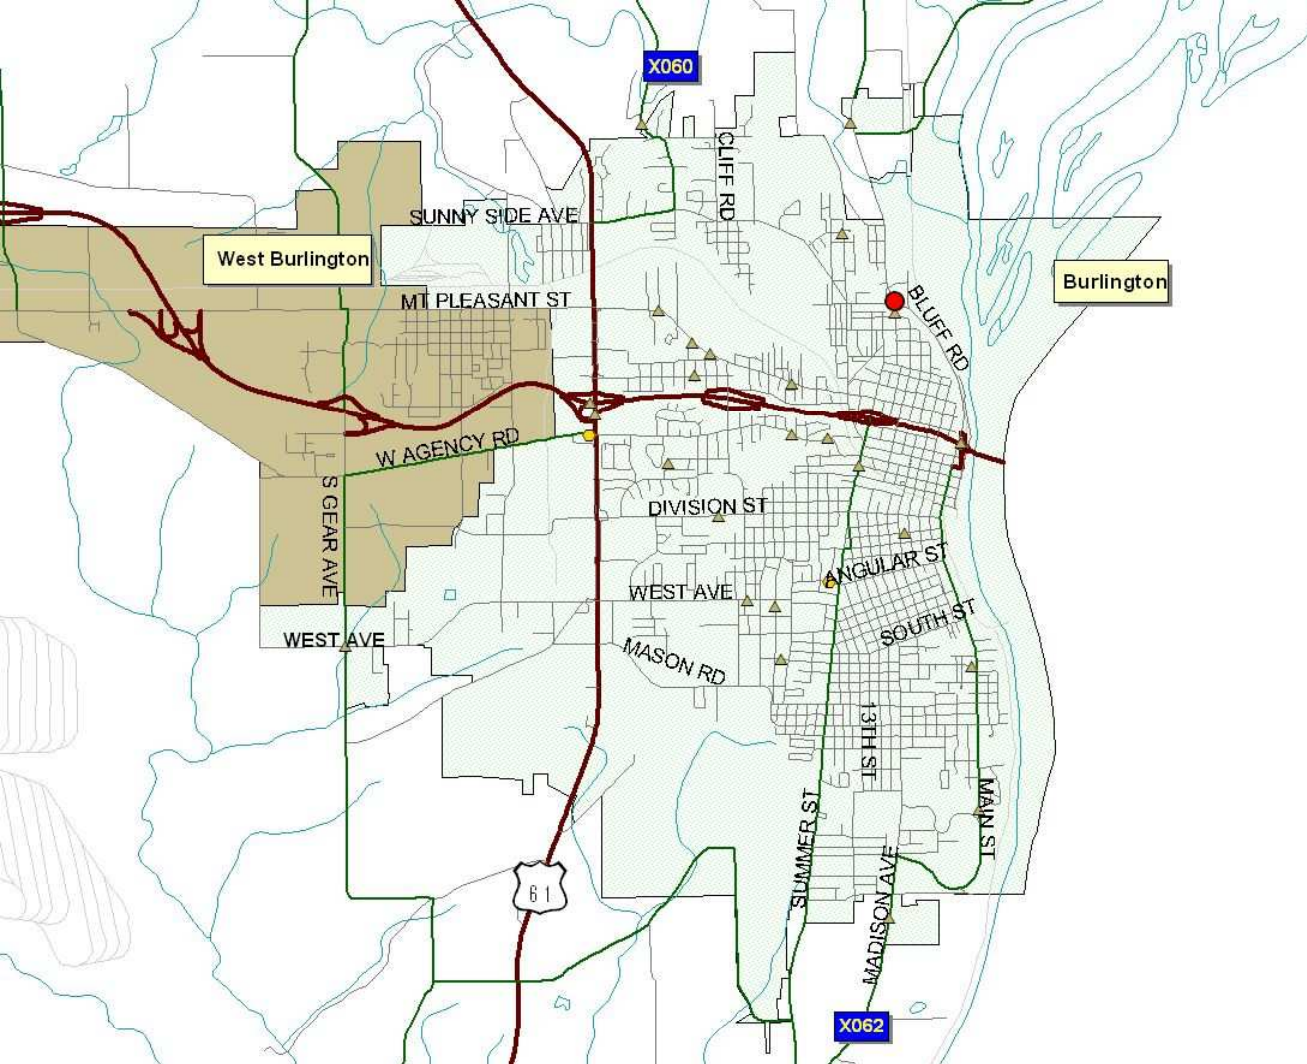 X060
CLIFF RD
SUNNY SIDE AVE
West Burlington
Burlington
MT PLEASANT ST
BLUFF RD
W AGENCY RD
S GEAR AVE
DIVISION ST
ANGULAR ST
WEST AVE
SOUTH ST
WEST AVE
MASON RD
13TH ST
MAIN ST
SUMMER ST
MADISON AVE
61
X062